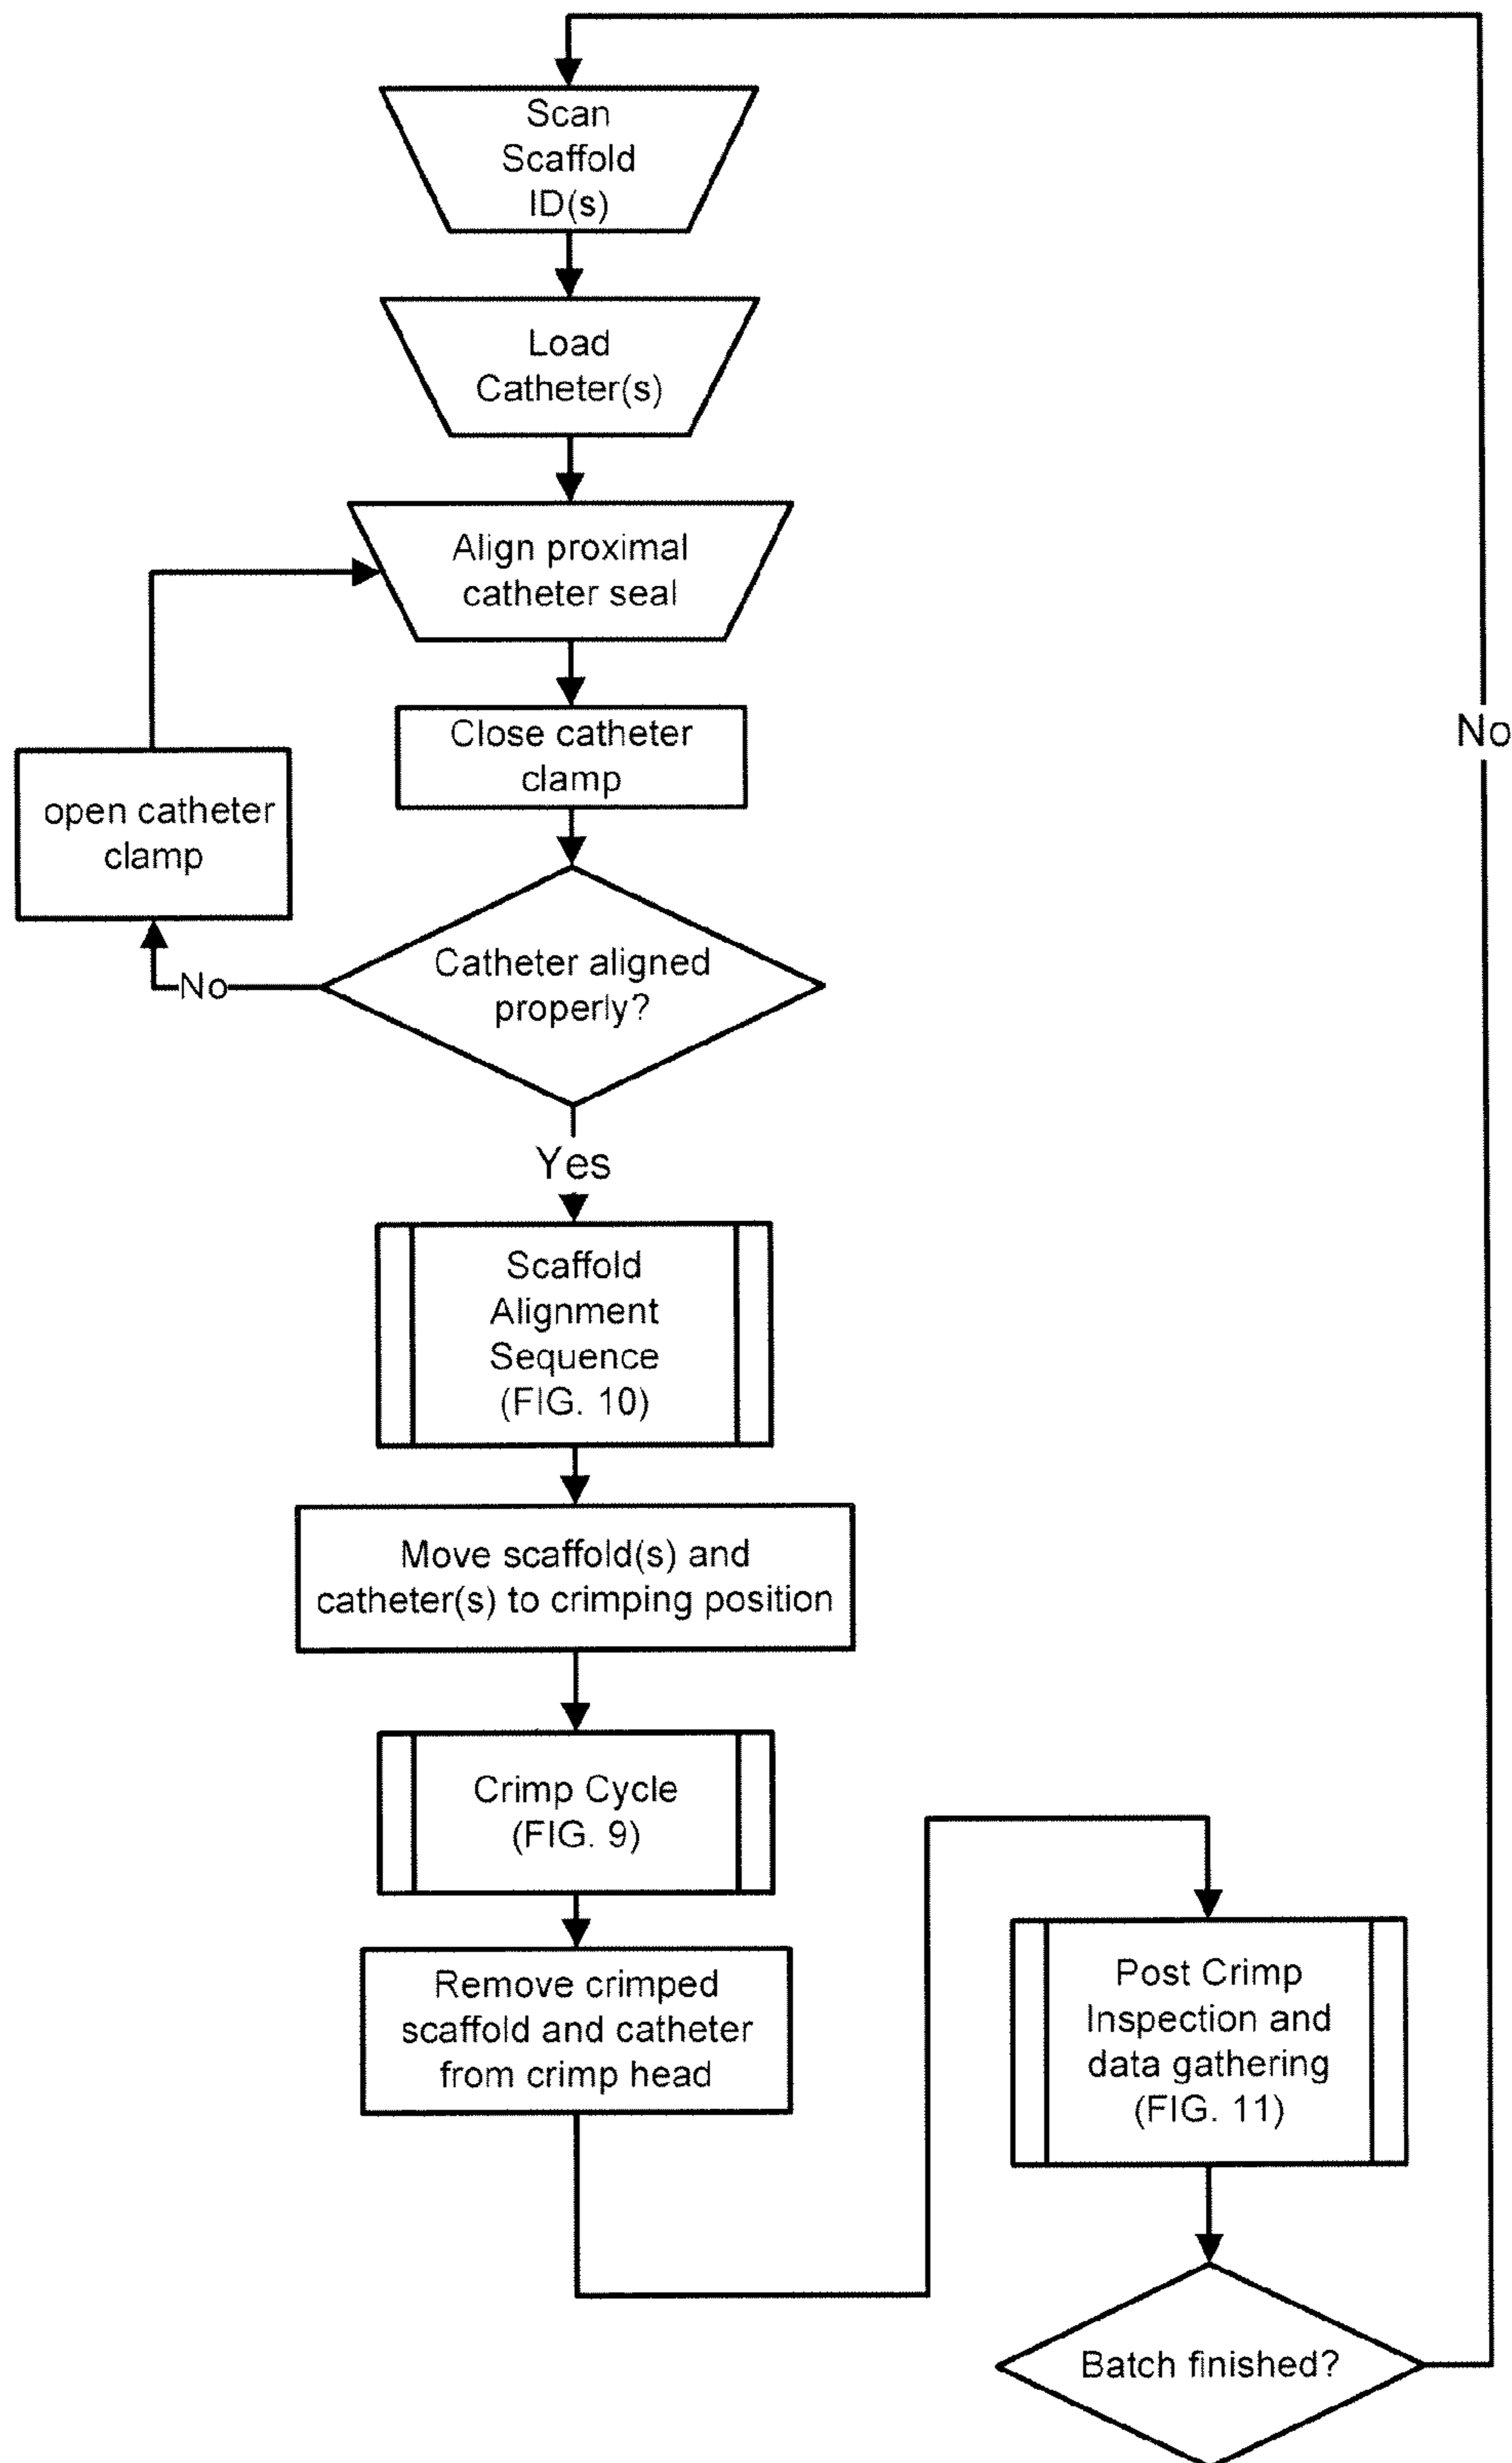 Scan
Scaffold
ID(s)
Load
Catheter(s)
Align proximal
catheter seal
Close catheter
clamp
No
open catheter
clamp
Catheter aligned
properly?
No
Yes
Scaffold
Alignment
Sequence
(FIG. 10)
Move scaffold(s) and
catheter(s) to crimping position
Crimp Cycle
(FIG. 9)
Remove crimped
scaffold and catheter
from crimp head
Post Crimp
Inspection and
data gathering
(FIG. 11)
Batch finished?